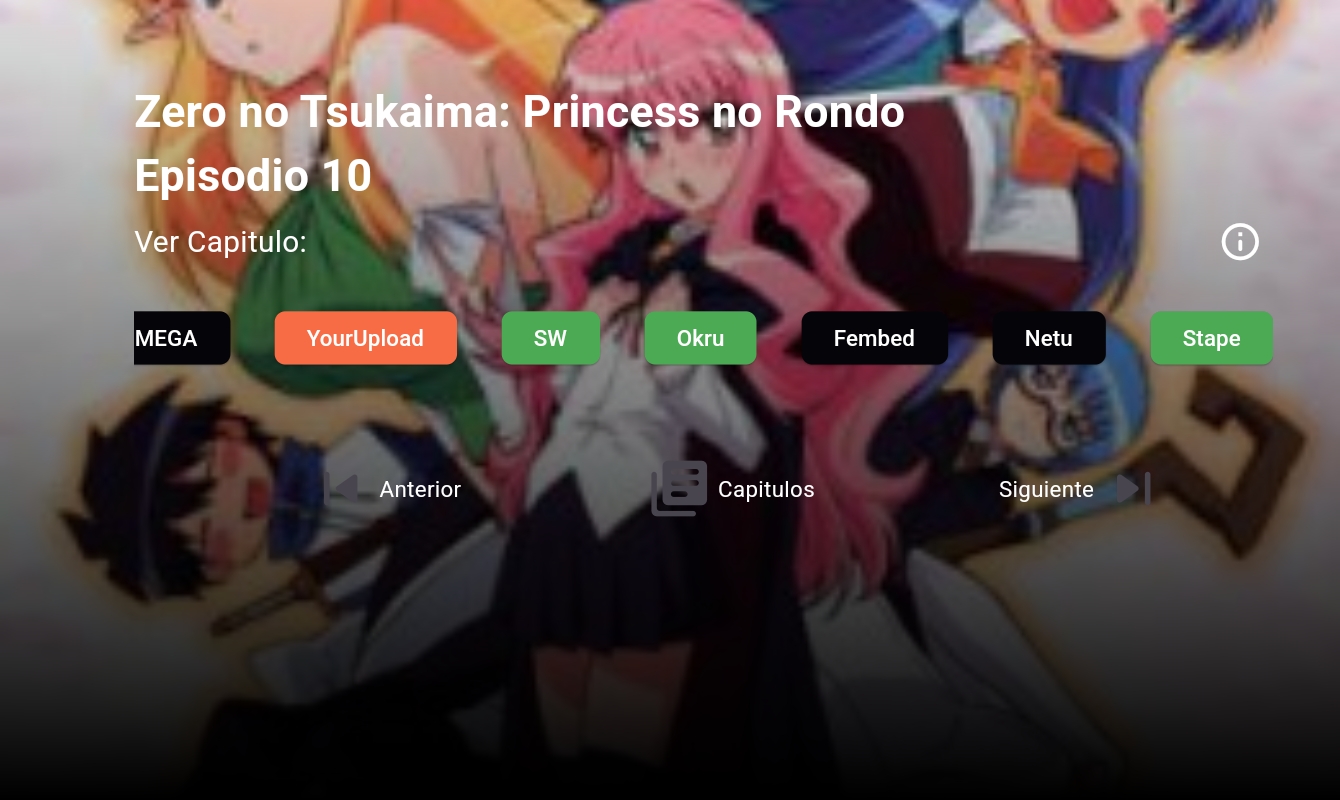 Zero no Tsukaima: Princess no Rondo
Episodio 10
Ver Capitulo:
MEGA YourUpload SW Okru Fembed Netu Stape
Anterior Capitulos Siguiente